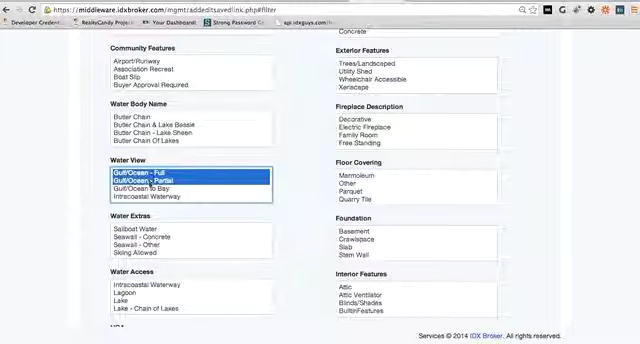 https://middleware.idxbroker.com/mgmt/addeditsavedlink.php#filter
Developer Credent...
RealtyCandy Projec...
Your Dashboard!
Strong Password Ge
api.idxguys.com/m...
Community Features
Airport/Runway
Association Recreat
Boat Slip
Buyer Approval Required
Water Body Name
Butler Chain
Butler Chain & Lake Bessie
Butler Chain - Lake Sheen
Butler Chain Of Lakes
Water View
Gulf/Ocean - Full
Gulf/Ocean - Partial
Gulf/Ocean to Bay
Intracoastal Waterway
Water Extras
Sailboat Water
Seawall - Concrete
Seawall - Other
Skiing Allowed
Water Access
Intracoastal Waterway
Lagoon
Lake
Lake - Chain of Lakes
Concrete
Exterior Features
Trees/Landscaped
Utility Shed
Wheelchair Accessible
Xeriscape
Fireplace Description
Decorative
Electric Fireplace
Family Room
Free Standing
Floor Covering
Marmoleum
Other
Parquet
Quarry Tile
Foundation
Basement
Crawlspace
Slab
Stem Wall
Interior Features
Attic
Attic Ventilator
Blinds/Shades
BuiltInFeatures
Services © 2014 IDX Broker. All rights reserved.